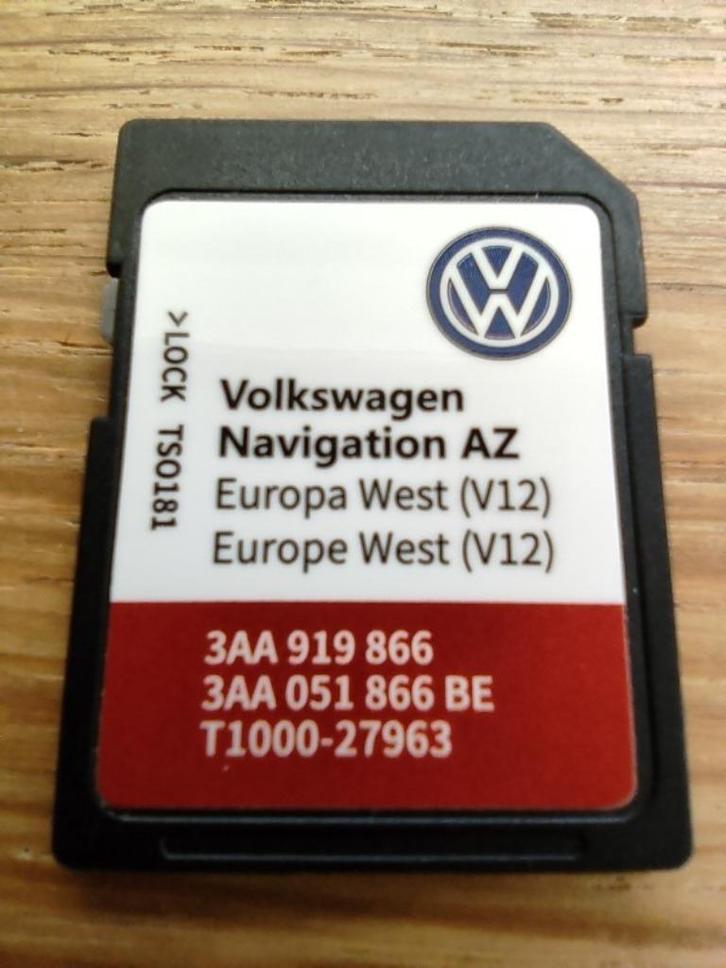 >LOCK TSO181
Volkswagen
Navigation AZ
Europa West (V12)
Europe West (V12)
3AA 919 866
3AA 051 866 BE
T1000-27963